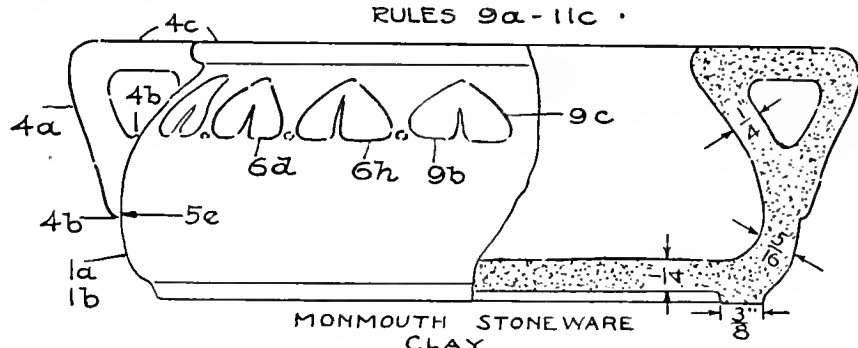 RULES 9a-11c.
4c
4b
4a
6d
6h
9b
9c
4b
5e
1a
1b
1/4
5/16
1/4
3/8"
MONMOUTH STONEWARE
CLAY